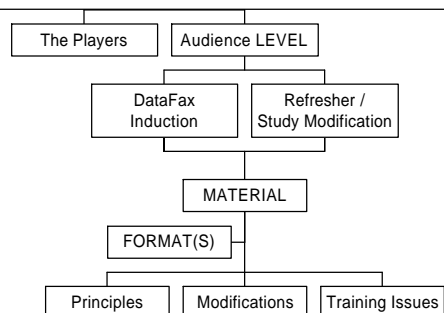 The Players
Audience LEVEL
DataFax
Induction
Refresher /
Study Modification
MATERIAL
FORMAT(S)
Principles
Modifications
Training Issues